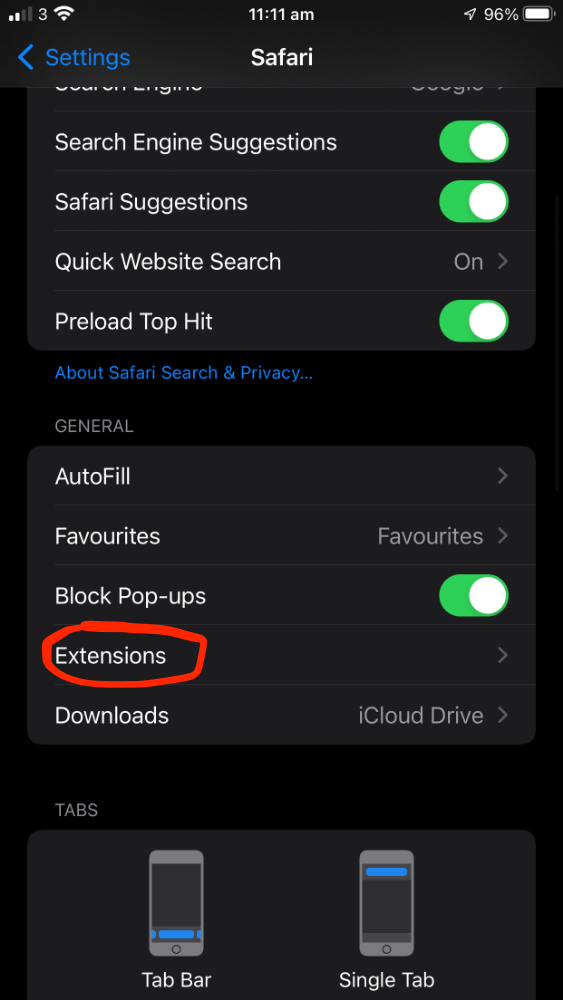 3 11:11 am 96%
Settings Safari
Search Engine Google
Search Engine Suggestions
Safari Suggestions
Quick Website Search On
Preload Top Hit
About Safari Search & Privacy...
GENERAL
AutoFill
Favourites Favourites
Block Pop-ups
Extensions
Downloads iCloud Drive
TABS
Tab Bar Single Tab